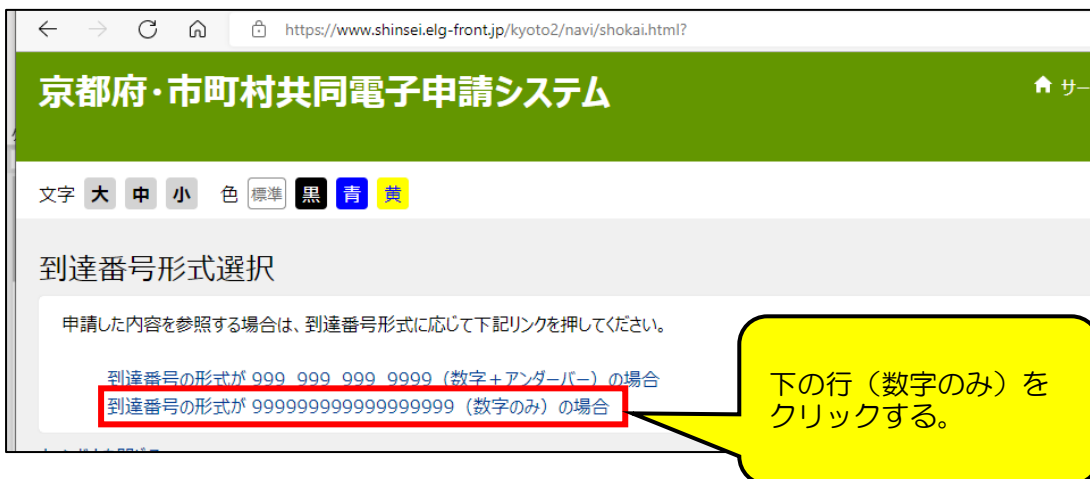 https://www.shinsei.elg-front.jp/kyoto2/navi/shokai.html?
京都府・市町村共同電子申請システム
サー
文字 大 中 小 色 標準 黒 青 黄
到達番号形式選択
申請した内容を参照する場合は、到達番号形式に応じて下記リンクを押してください。
到達番号の形式が 999_999_999_9999（数字+アンダーバー）の場合
到達番号の形式が 999999999999999999（数字のみ）の場合
下の行（数字のみ）を
クリックする。